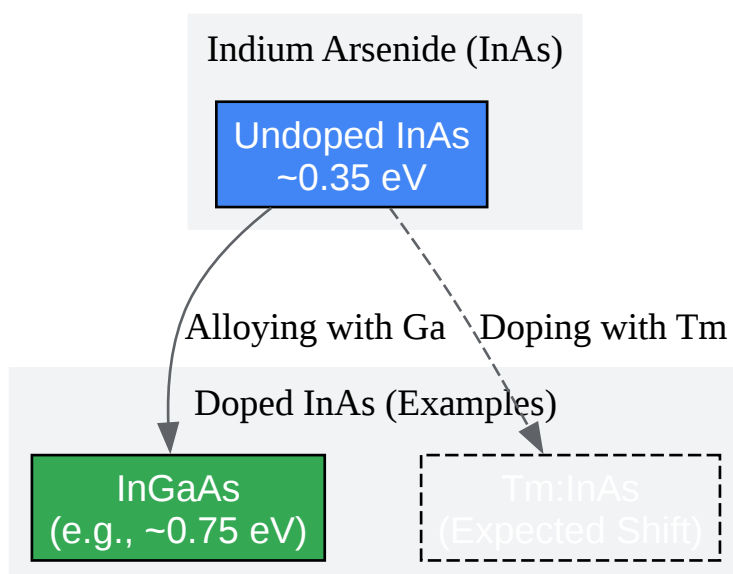 Indium Arsenide (InAs)
Undoped InAs
~0.35 eV
Alloying with Ga
Doping with Tm
Doped InAs (Examples)
InGaAs
(e.g., ~0.75 eV)
Tm:InAs
(Expected Shift)